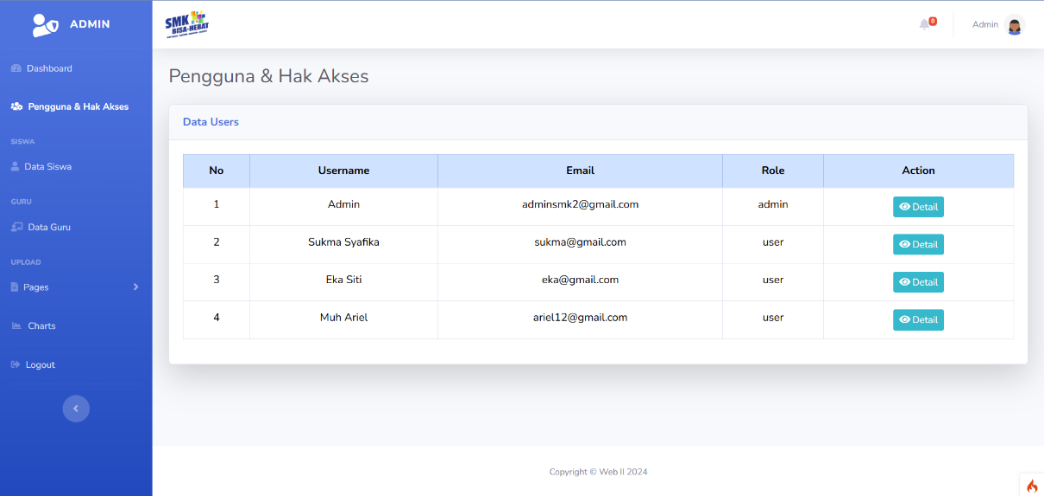 ADMIN
Dashboard
Pengguna & Hak Akses
SISWA
Data Siswa
GURU
Data Guru
UPLOAD
Pages
Charts
Logout
SMK
BISA-HEBAT
Admin
Pengguna & Hak Akses
Data Users
No Username Email Role Action
1 Admin adminsmk2@gmail.com admin Detail
2 Sukma Syafika sukma@gmail.com user Detail
3 Eka Siti eka@gmail.com user Detail
4 Muh Ariel ariel12@gmail.com user Detail
Copyright © Web II 2024